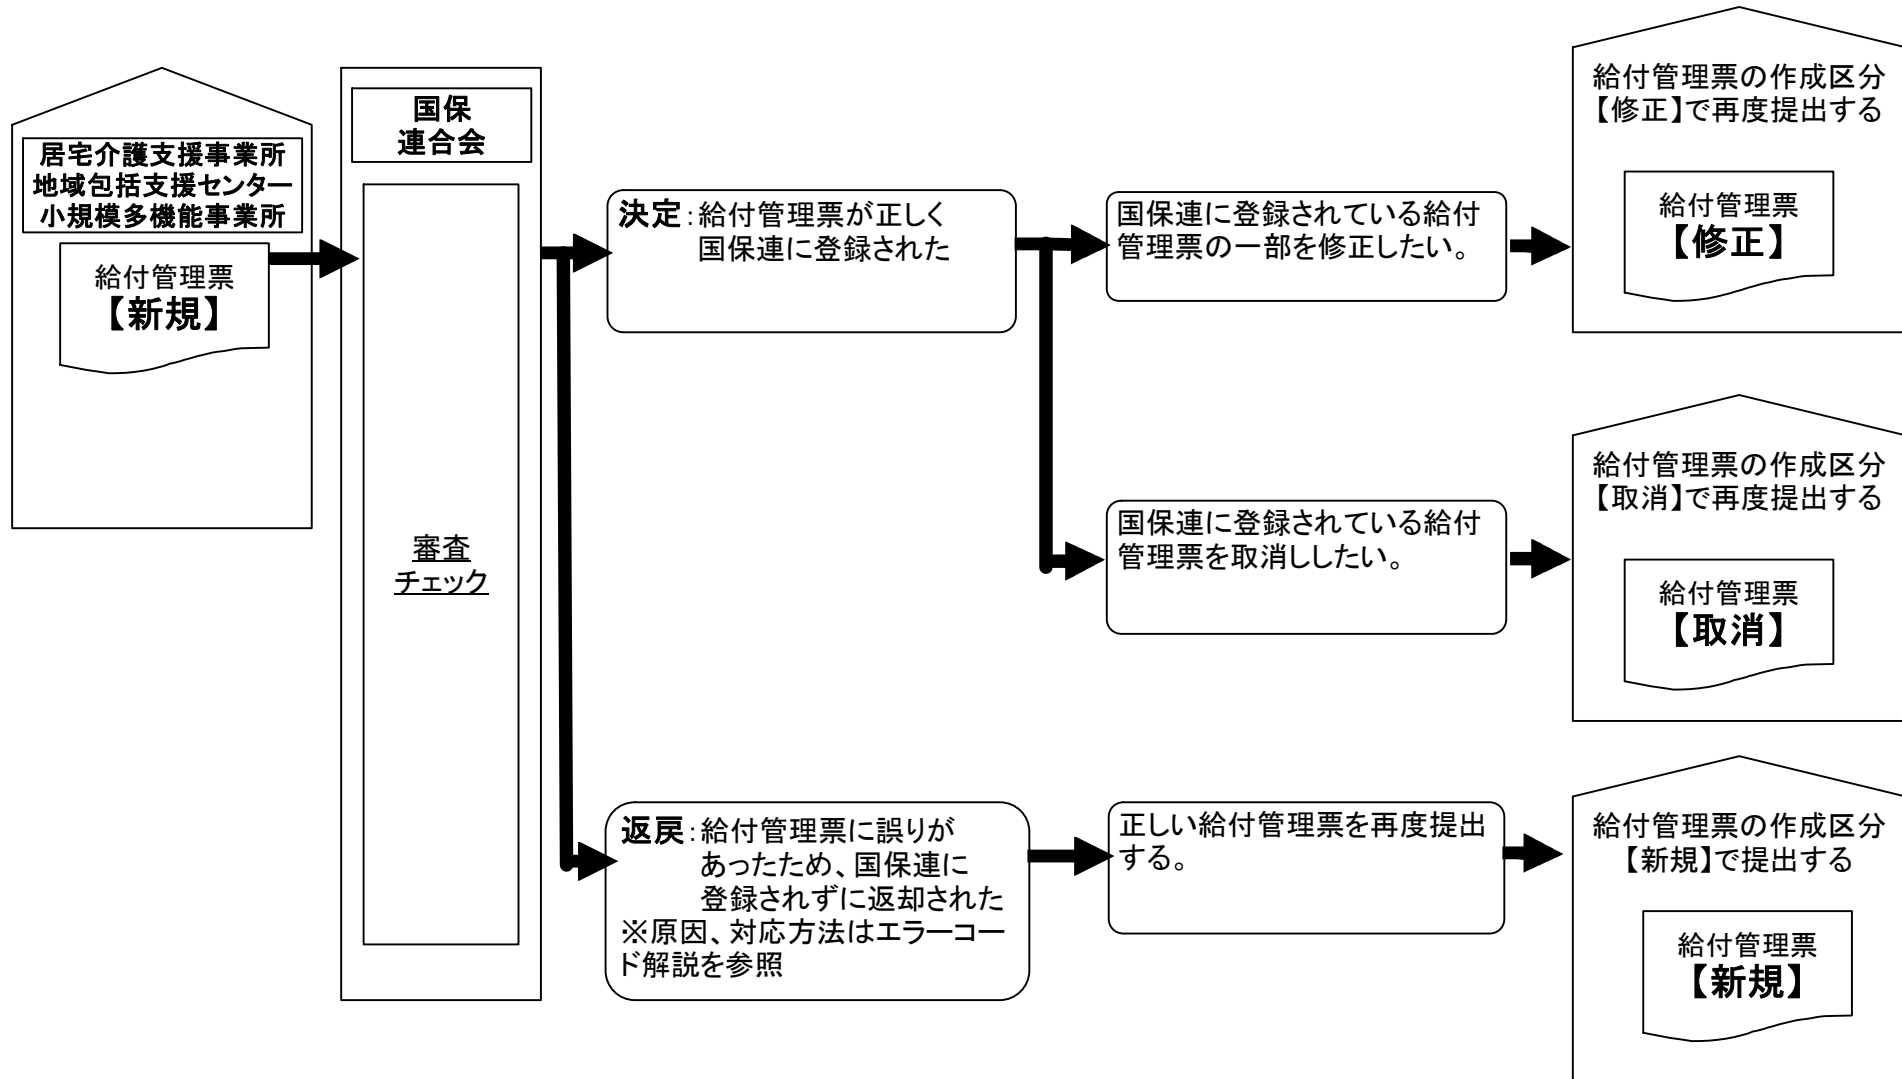 居宅介護支援事業所
地域包括支援センター
小規模多機能事業所
給付管理票
【新規】
国保
連合会
審査
チェック
決定：給付管理票が正しく
国保連に登録された
国保連に登録されている給付
管理票の一部を修正したい。
給付管理票の作成区分
【修正】で再度提出する
給付管理票
【修正】
国保連に登録されている給付
管理票を取消ししたい。
給付管理票の作成区分
【取消】で再度提出する
給付管理票
【取消】
返戻：給付管理票に誤りが
あったため、国保連に
登録されずに返却された
※原因、対応方法はエラーコー
ド解説を参照
正しい給付管理票を再度提出
する。
給付管理票の作成区分
【新規】で提出する
給付管理票
【新規】